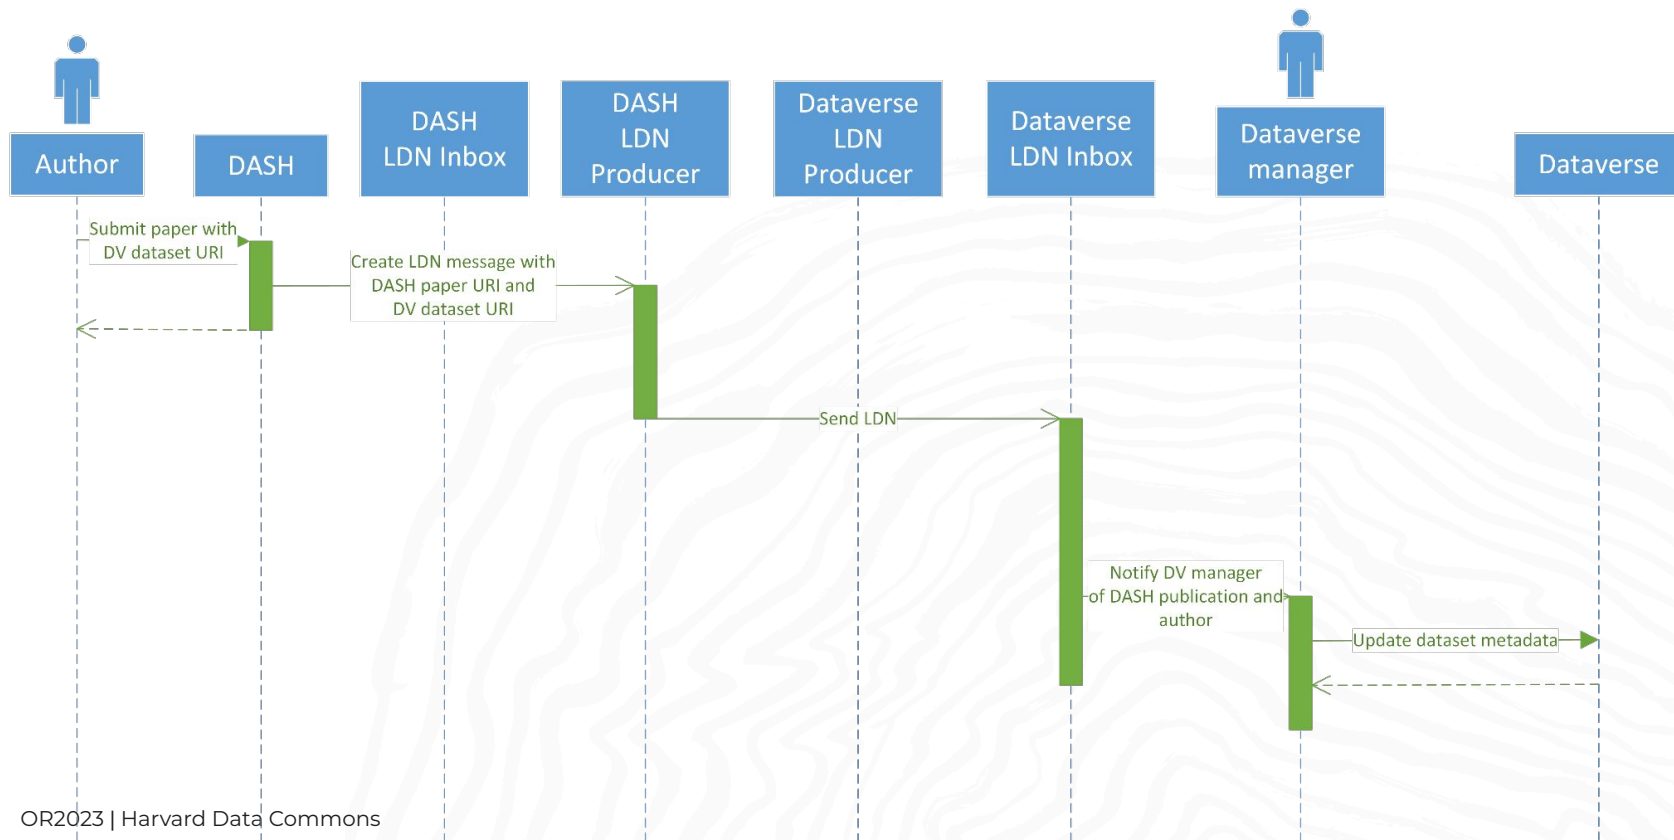 Author
DASH
DASH
LDN Inbox
DASH
LDN
Producer
Dataverse
LDN
Producer
Dataverse
LDN Inbox
Dataverse
manager
Dataverse
Submit paper with
DV dataset URI
Create LDN message with
DASH paper URI and
DV dataset URI
Send LDN
Notify DV manager
of DASH publication and
author
Update dataset metadata
OR2023 | Harvard Data Commons